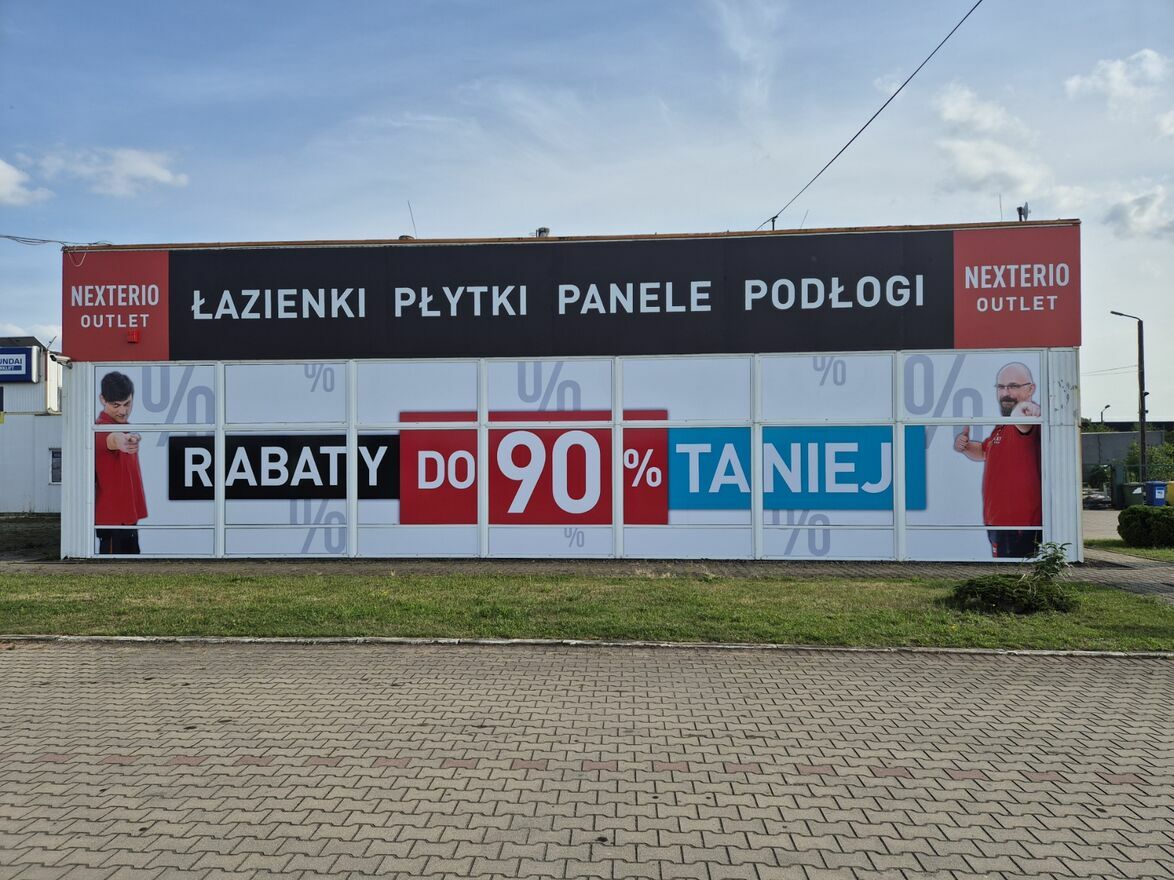 NEXTERIO
OUTLET
ŁAZIENKI PŁYTKI PANELE PODŁOGI
NEXTERIO
OUTLET
% % % % %
RABATY DO 90% TANIEJ
% % %